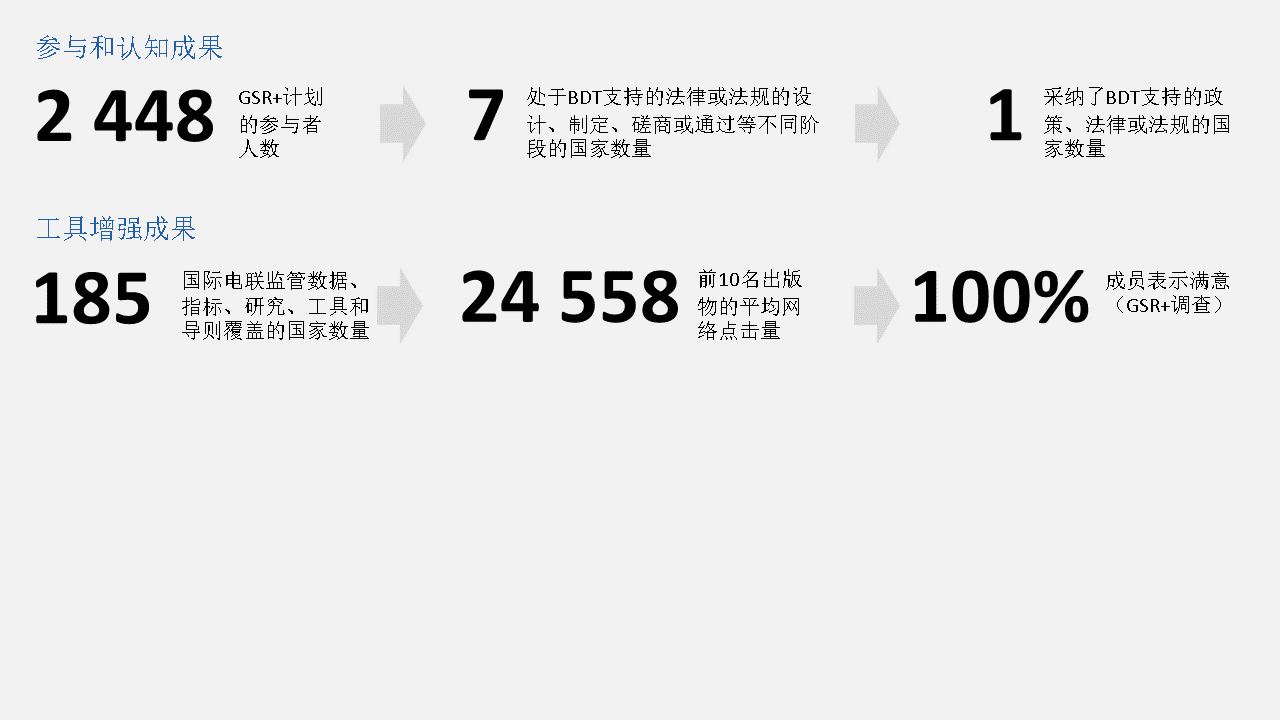 参与和认知成果
2 448
GSR+计划
的参与者
人数
7
处于BDT支持的法律或法规的设
计、制定、磋商或通过等不同阶
段的国家数量
1
采纳了BDT支持的政
策、法律或法规的国
家数量
工具增强成果
185
国际电联监管数据、
指标、研究、工具和
导则覆盖的国家数量
24 558
前10名出版
物的平均网
络点击量
100%
成员表示满意
（GSR+调查）